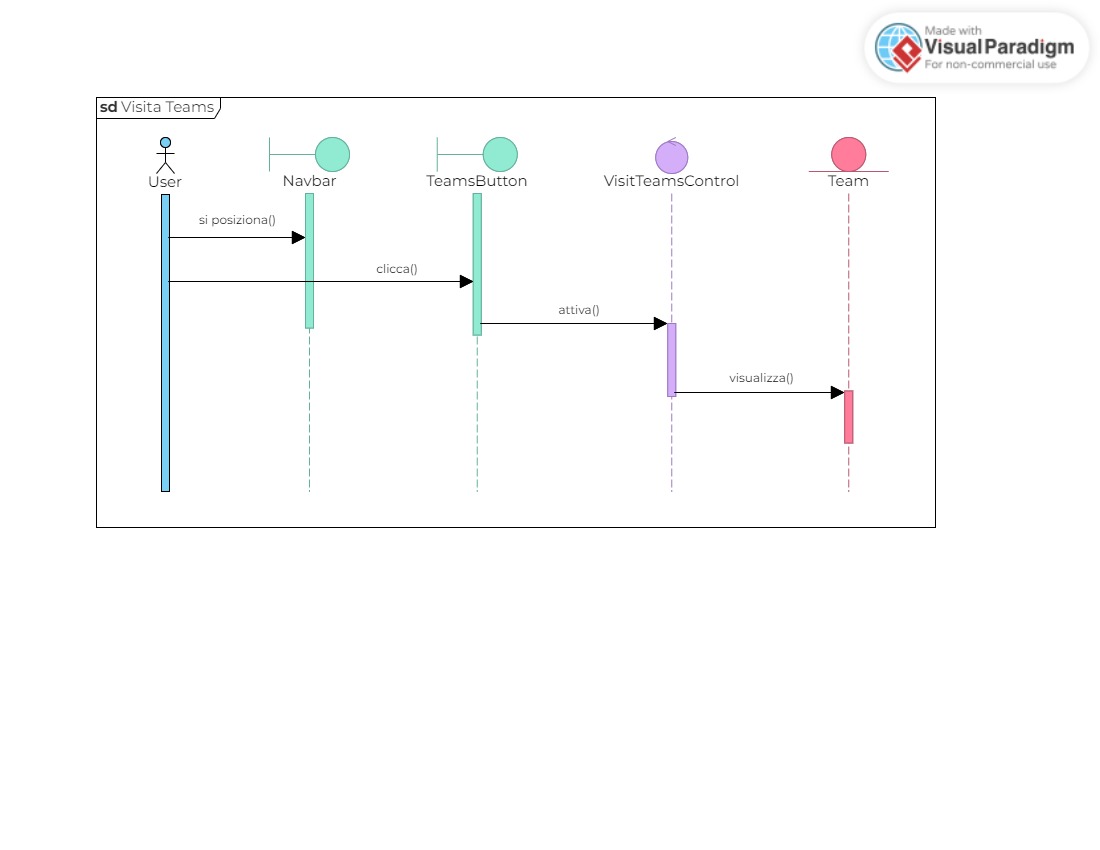 Made with
Visual Paradigm
For non-commercial use
sd Visita Teams
User
Navbar
TeamsButton
VisitTeamsControl
Team
si posiziona()
clicca()
attiva()
visualizza()